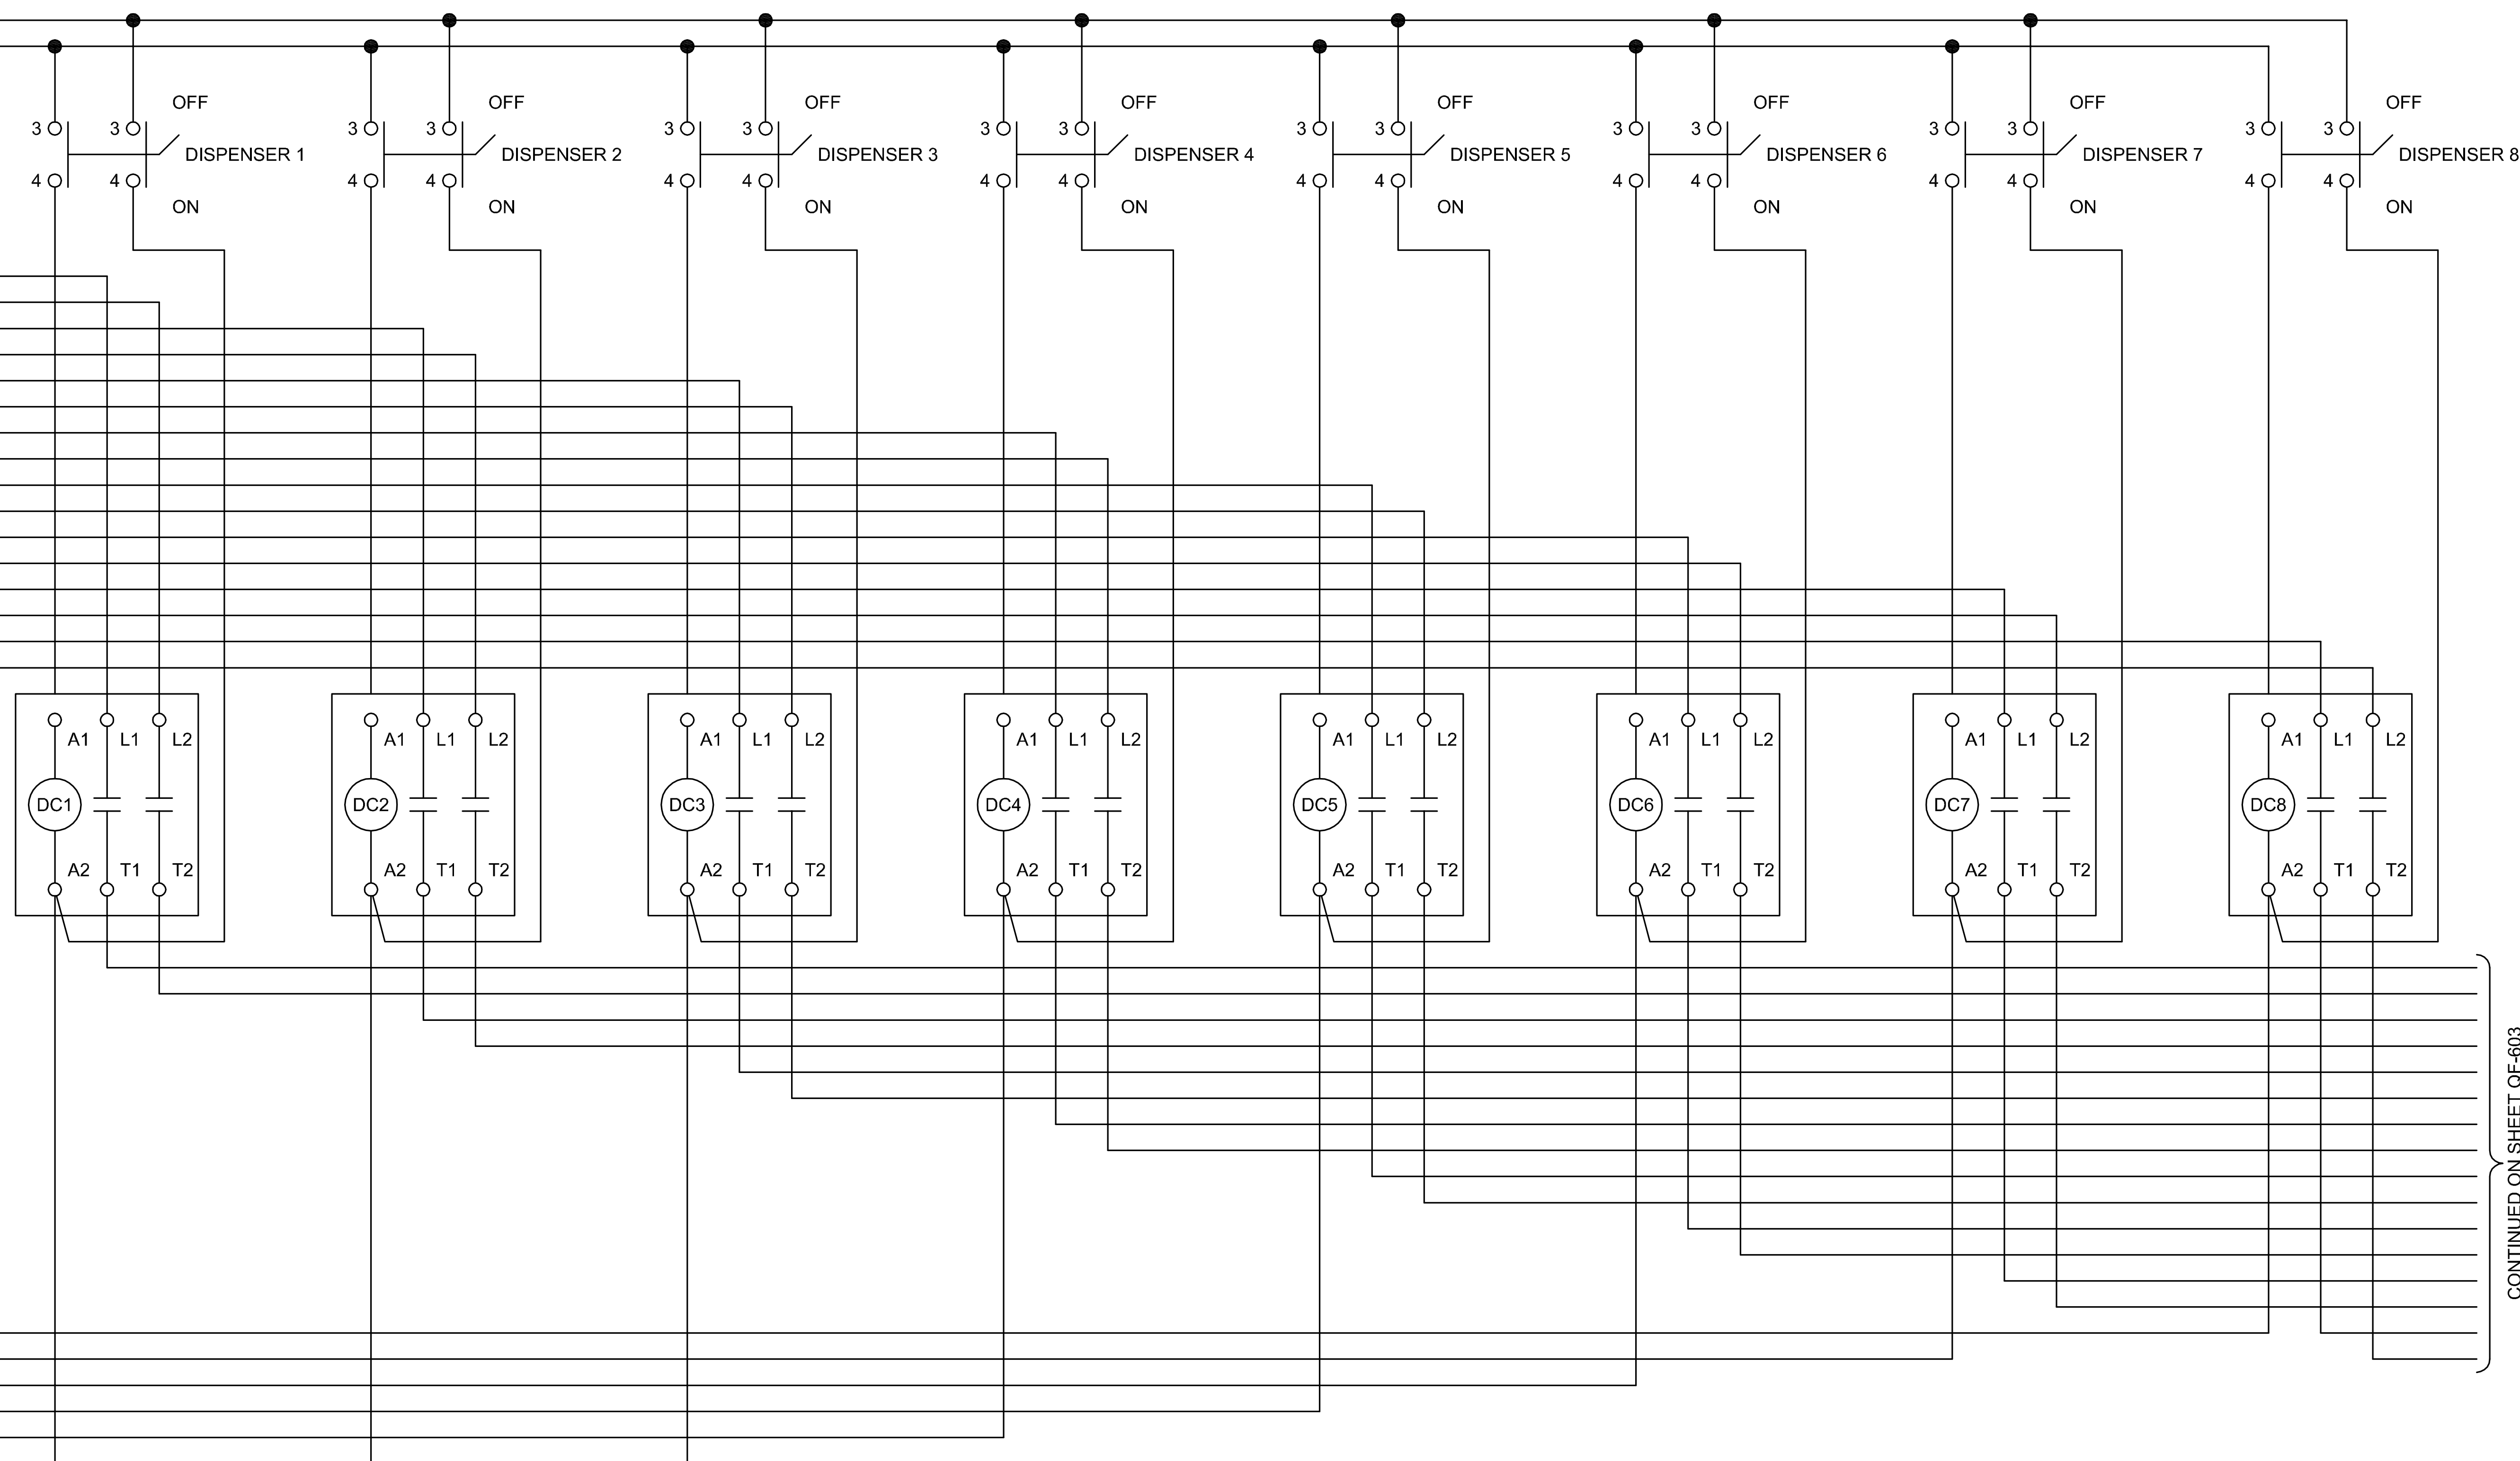 OFF OFF OFF OFF OFF OFF OFF OFF
3 3 3 3 3 3 3 3 3 3 3 3 3 3 3 3
DISPENSER 1 DISPENSER 2 DISPENSER 3 DISPENSER 4 DISPENSER 5 DISPENSER 6 DISPENSER 7 DISPENSER 8
4 4 4 4 4 4 4 4 4 4 4 4 4 4 4 4
ON ON ON ON ON ON ON ON
A1 L1 L2 A1 L1 L2 A1 L1 L2 A1 L1 L2 A1 L1 L2 A1 L1 L2 A1 L1 L2 A1 L1 L2
DC1 DC2 DC3 DC4 DC5 DC6 DC7 DC8
A2 T1 T2 A2 T1 T2 A2 T1 T2 A2 T1 T2 A2 T1 T2 A2 T1 T2 A2 T1 T2 A2 T1 T2
CONTINUED ON SHEET QF-603